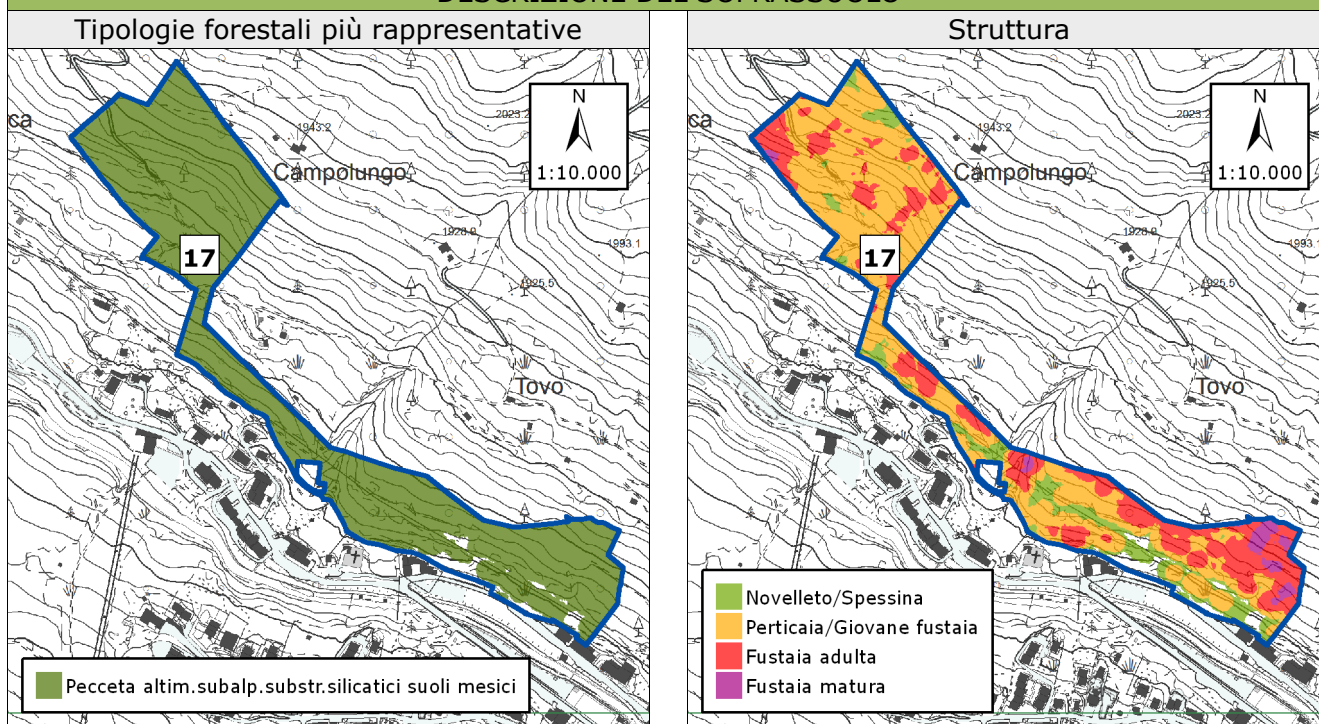 DESCRIZIONE DEL SOPRASSUOLO
Tipologie forestali più rappresentative
ca
1943.2
2023.2
N
1:10.000
Campolungo
1928.9
1993.1
17
1925.5
Tovo
Pecceta altim.subalp.substr.silicatici suoli mesici
Struttura
ca
1943.2
2023.2
N
1:10.000
Campolungo
1928.9
1993.1
17
1925.5
Tovo
Novelleto/Spessina
Perticaia/Giovane fustaia
Fustaia adulta
Fustaia matura